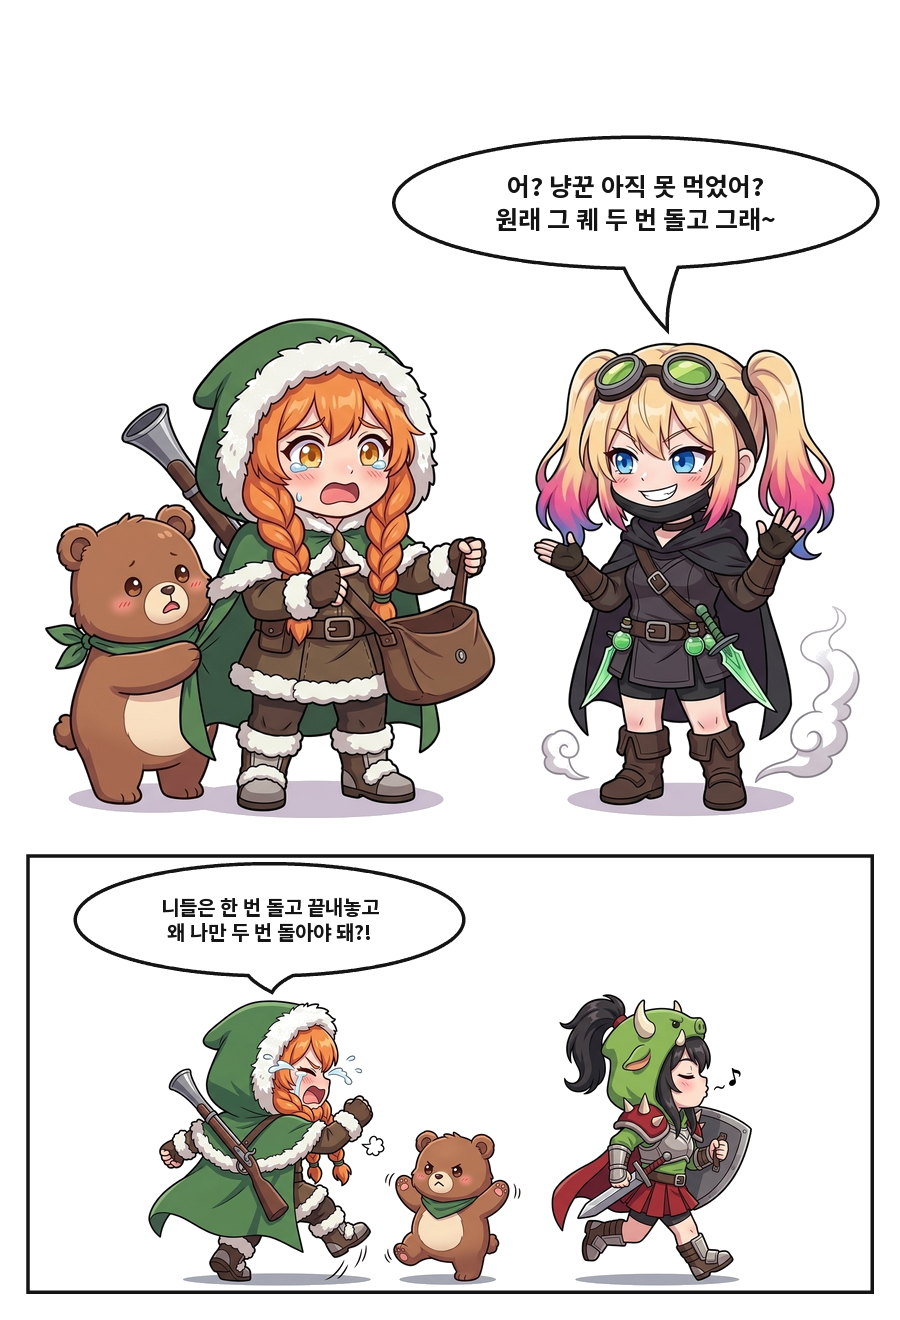 어? 냥꾼 아직 못 먹었어?
원래 그 퀘 두 번 돌고 그래~
니들은 한 번 돌고 끝내놓고
왜 나만 두 번 돌아야 돼?!